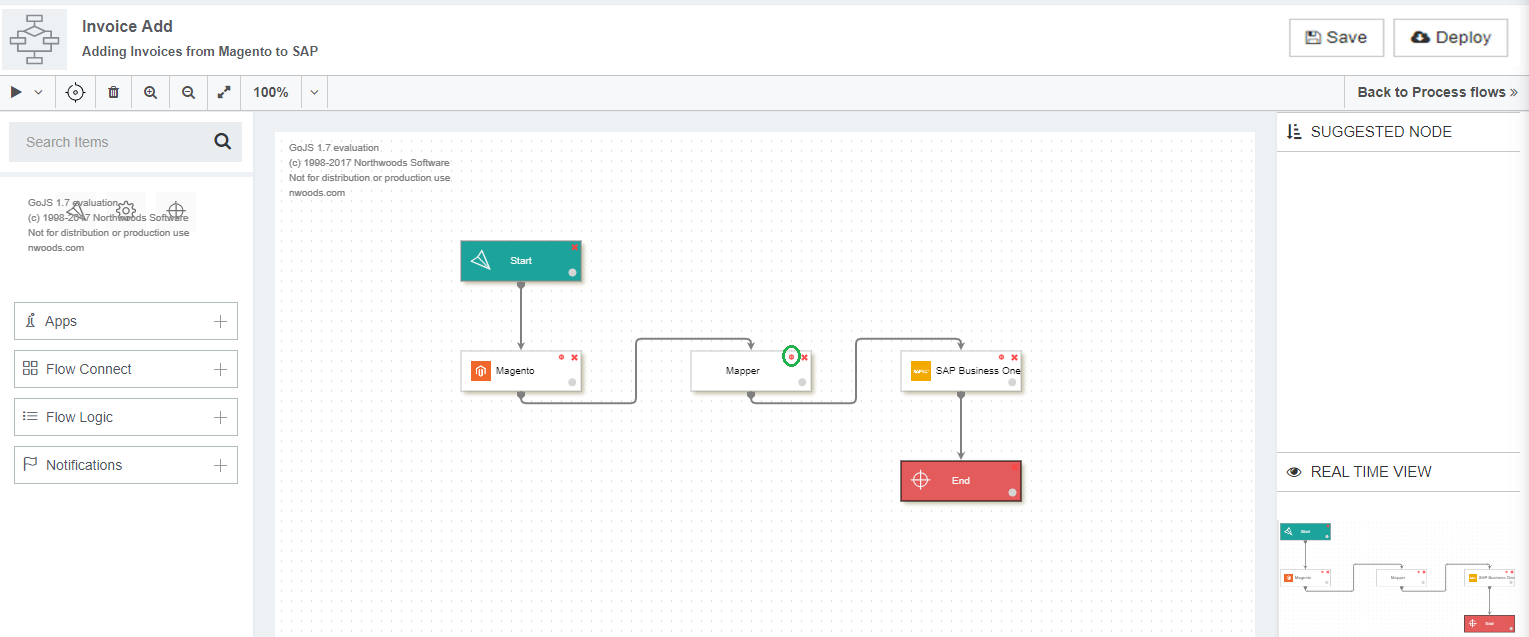 Invoice Add
Adding Invoices from Magento to SAP
Save
Deploy
100%
Back to Process flows »
Search Items
GoJS 1.7 evaluation
(c) 1998-2017 Northwoods Software
Not for distribution or production use
nwoods.com
Apps
Flow Connect
Flow Logic
Notifications
GoJS 1.7 evaluation
(c) 1998-2017 Northwoods Software
Not for distribution or production use
nwoods.com
Start
Magento
Mapper
SAP Business One
End
SUGGESTED NODE
REAL TIME VIEW
Start
Magento
Mapper
SAP Business One
End